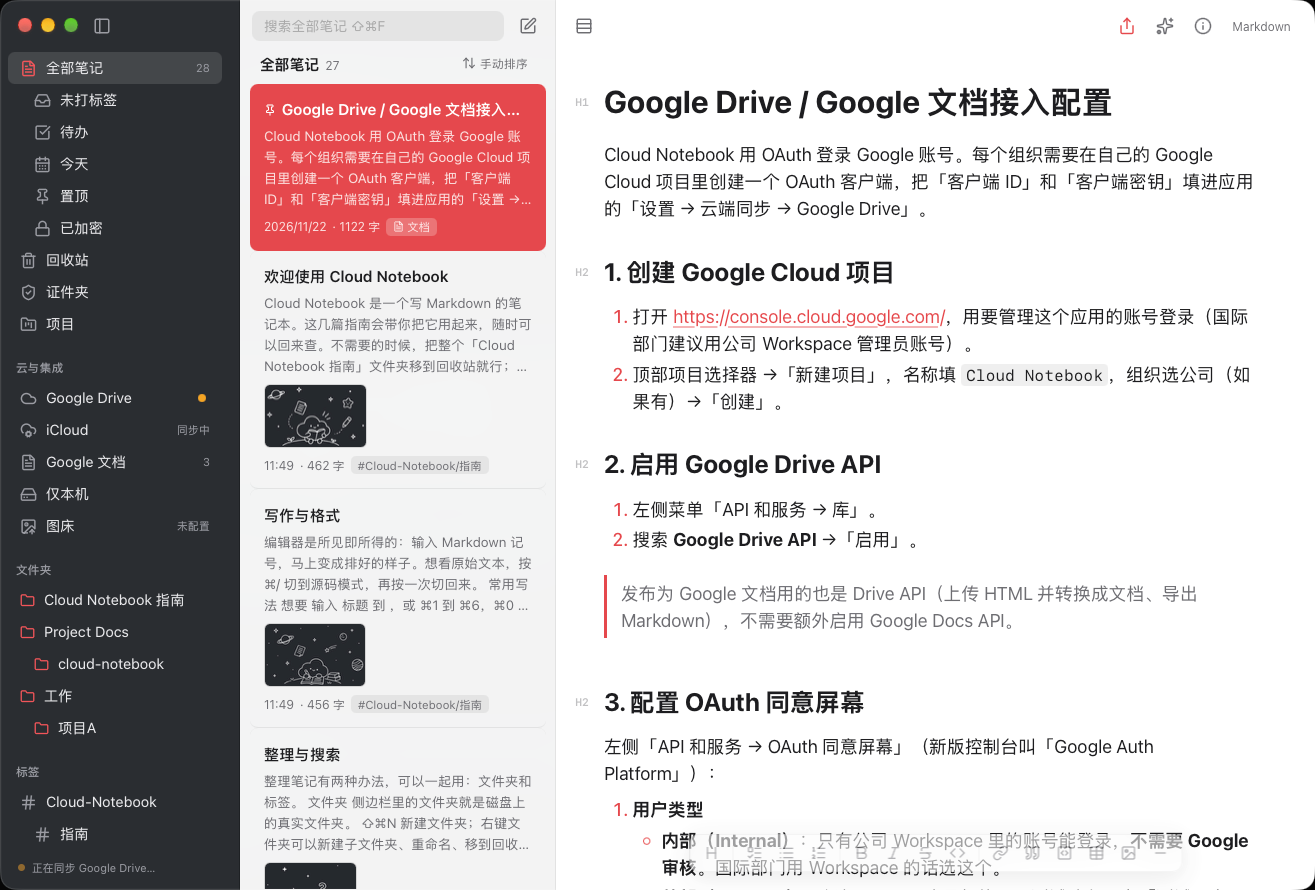 全部笔记 28
未打标签
待办
今天
置顶
已加密
回收站
证件夹
项目
云与集成
Google Drive
iCloud 同步中
Google 文档 3
仅本机
图床 未配置
文件夹
Cloud Notebook 指南
Project Docs
cloud-notebook
工作
项目A
标签
# Cloud-Notebook
# 指南
正在同步 Google Drive...
搜索全部笔记 ⇧⌘F
全部笔记 27 手动排序
Google Drive / Google 文档接入...
Cloud Notebook 用 OAuth 登录 Google 账
号。每个组织需要在自己的 Google Cloud 项
目里创建一个 OAuth 客户端，把「客户端
ID」和「客户端密钥」填进应用的「设置 →...
2026/11/22 · 1122 字 文档
欢迎使用 Cloud Notebook
Cloud Notebook 是一个写 Markdown 的笔
记本。这几篇指南会带你把它用起来，随时可
以回来查。不需要的时候，把整个「Cloud
Notebook 指南」文件夹移到回收站就行；...
11:49 · 462 字 #Cloud-Notebook/指南
写作与格式
编辑器是所见即所得的：输入 Markdown 记
号，马上变成排好的样子。想看原始文本，按
⌘/ 切到源码模式，再按一次切回来。 常用写
法 想要 输入 标题 到 ，或 ⌘1 到 ⌘6，⌘0 ...
11:49 · 456 字 #Cloud-Notebook/指南
整理与搜索
整理笔记有两种办法，可以一起用：文件夹和
标签。 文件夹 侧边栏里的文件夹就是磁盘上
的真实文件夹。 ⇧⌘N 新建文件夹；右键文
件夹可以新建子文件夹、重命名、移到回收...
Markdown
H1 Google Drive / Google 文档接入配置
Cloud Notebook 用 OAuth 登录 Google 账号。每个组织需要在自己的 Google
Cloud 项目里创建一个 OAuth 客户端，把「客户端 ID」和「客户端密钥」填进应用
的「设置 → 云端同步 → Google Drive」。
H2 1. 创建 Google Cloud 项目
1. 打开 https://console.cloud.google.com/，用要管理这个应用的账号登录（国际
部门建议用公司 Workspace 管理员账号）。
2. 顶部项目选择器 →「新建项目」，名称填 Cloud Notebook，组织选公司（如
果有）→「创建」。
H2 2. 启用 Google Drive API
1. 左侧菜单「API 和服务 → 库」。
2. 搜索 Google Drive API →「启用」。
发布为 Google 文档用的也是 Drive API（上传 HTML 并转换成文档、导出
Markdown），不需要额外启用 Google Docs API。
H2 3. 配置 OAuth 同意屏幕
左侧「API 和服务 → OAuth 同意屏幕」（新版控制台叫「Google Auth
Platform」）：
1. 用户类型
内部（Internal）：只有公司 Workspace 里的账号能登录，不需要 Google
审核。国际部门用 Workspace 的话选这个。